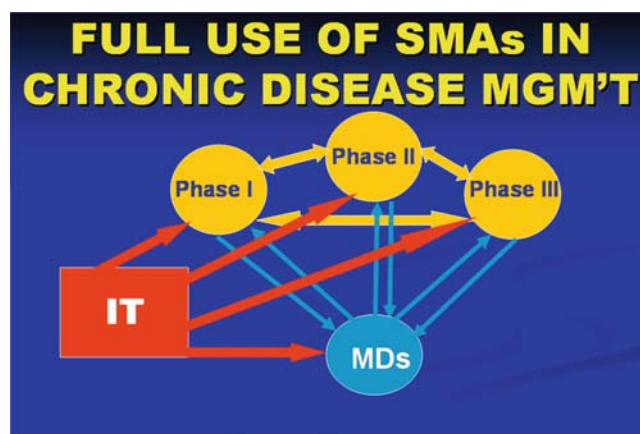 FULL USE OF SMAs IN
CHRONIC DISEASE MGM'T
Phase II
Phase I
Phase III
IT
MDs